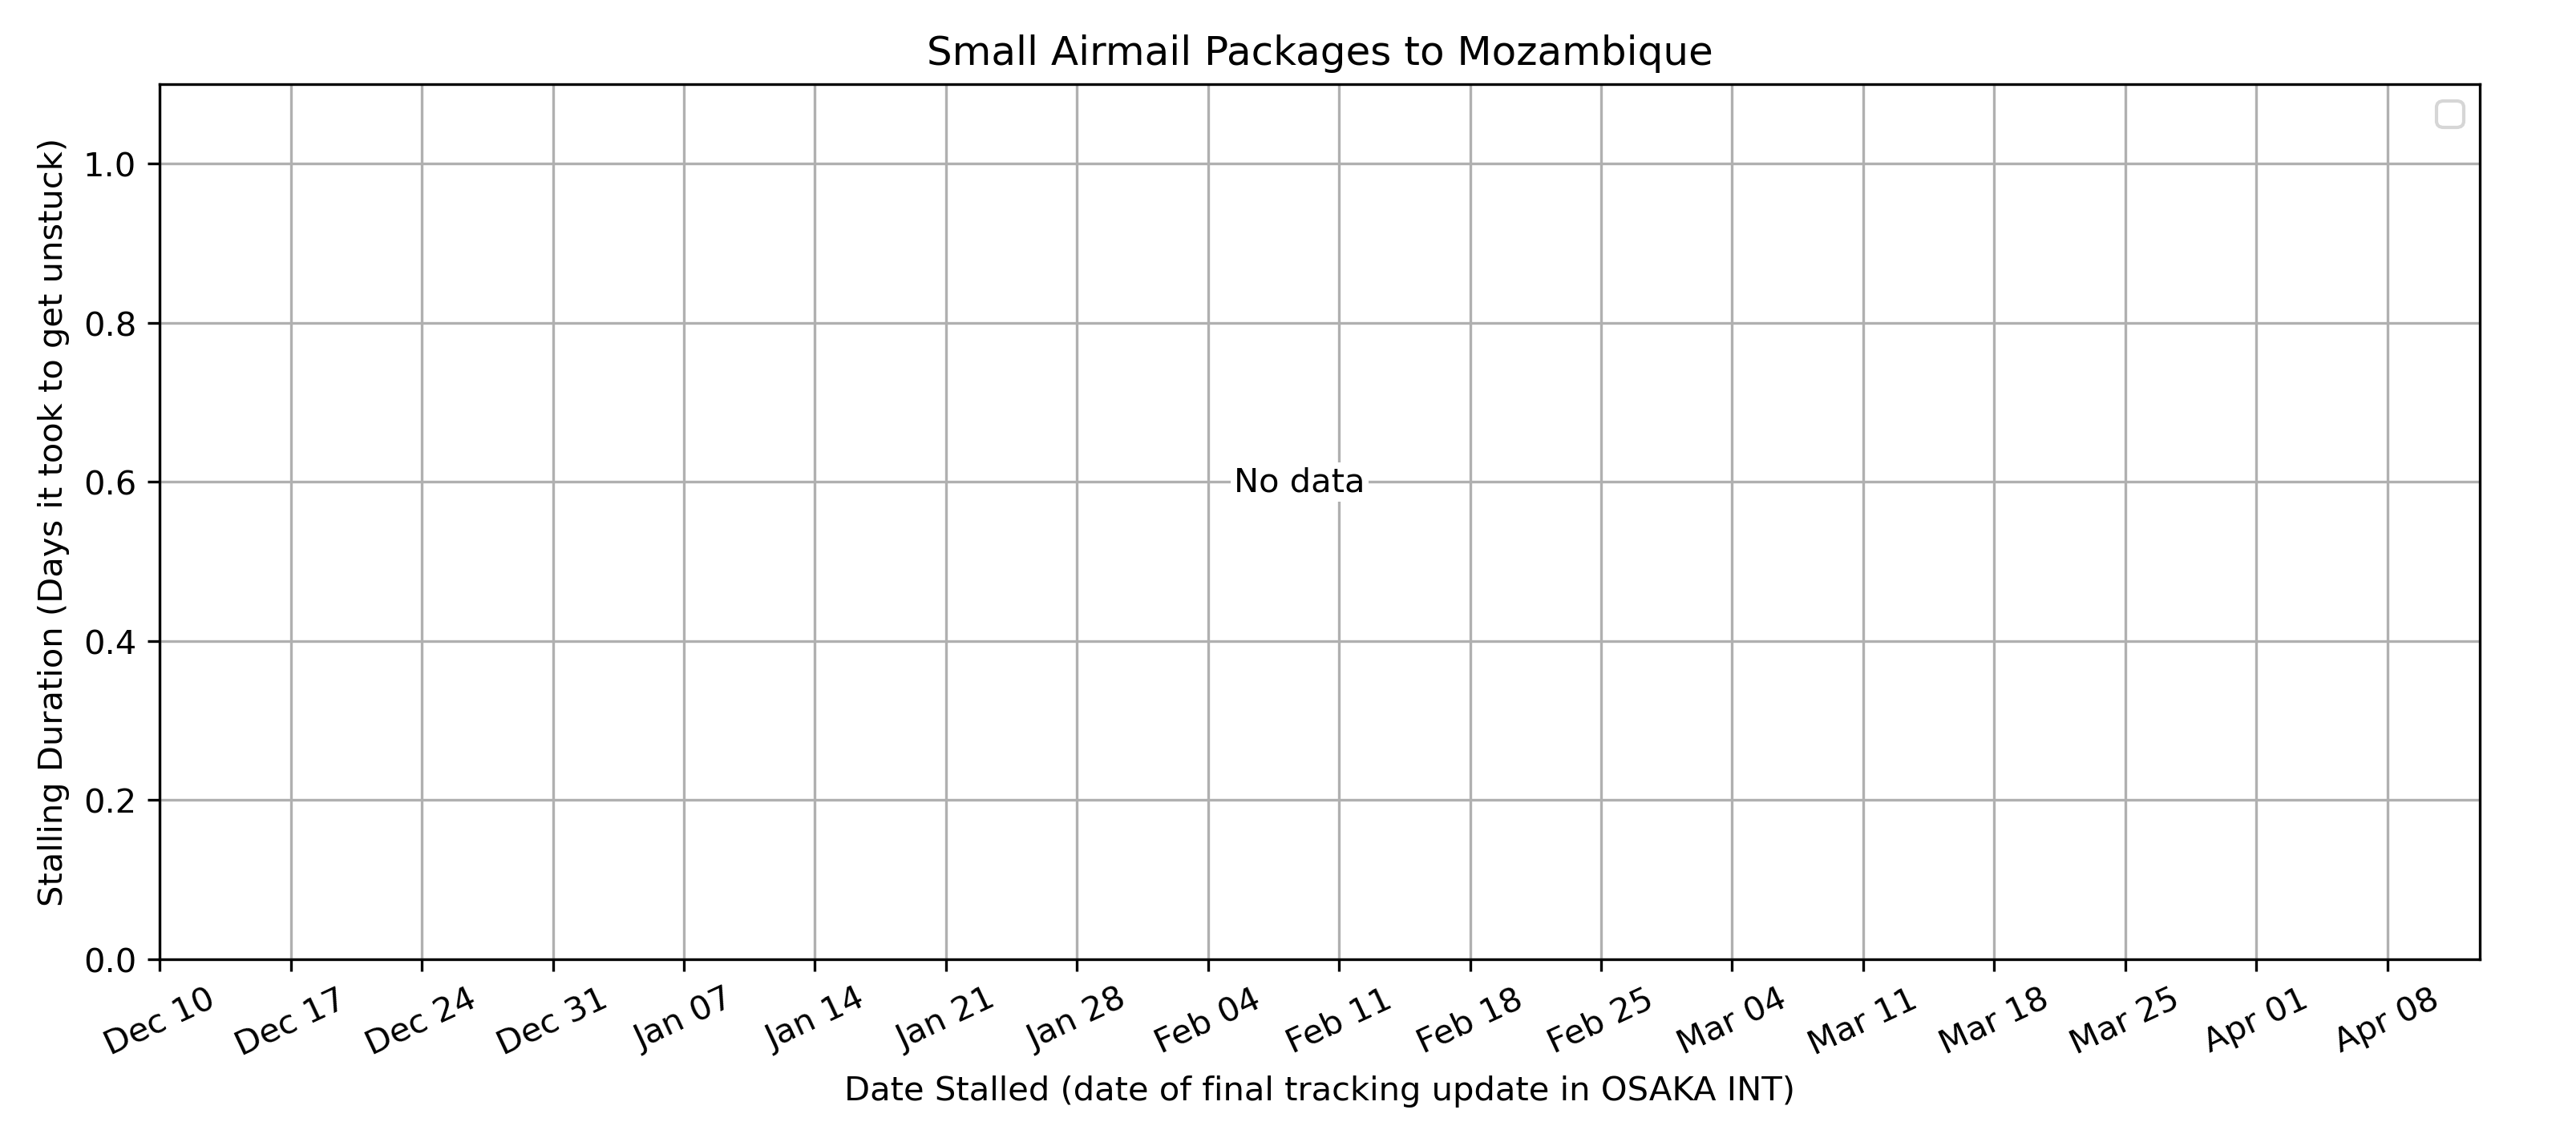 Small Airmail Packages to Mozambique
Stalling Duration (Days it took to get unstuck)
1.0
0.8
0.6
0.4
0.2
0.0
No data
Dec 10
Dec 17
Dec 24
Dec 31
Jan 07
Jan 14
Jan 21
Jan 28
Feb 04
Feb 11
Feb 18
Feb 25
Mar 04
Mar 11
Mar 18
Mar 25
Apr 01
Apr 08
Date Stalled (date of final tracking update in OSAKA INT)